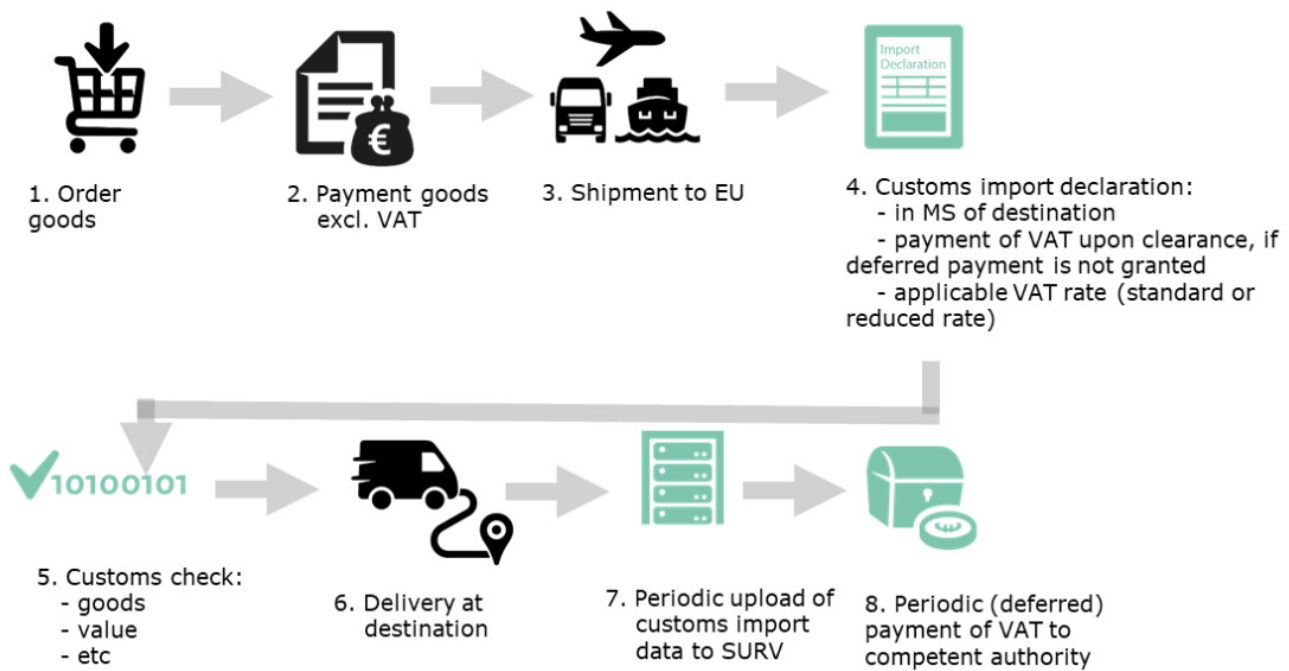 Import
Declaration
€
1. Order
goods
2. Payment goods
excl. VAT
3. Shipment to EU
4. Customs import declaration:
- in MS of destination
- payment of VAT upon clearance, if
deferred payment is not granted
- applicable VAT rate (standard or
reduced rate)
10100101
5. Customs check:
- goods
- value
- etc
6. Delivery at
destination
7. Periodic upload of
customs import
data to SURV
8. Periodic (deferred)
payment of VAT to
competent authority